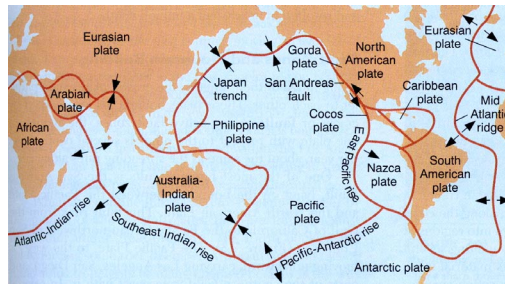 Eurasian
plate
Eurasian
plate
Gorda
plate
North
American
plate
Japan
trench
San Andreas
fault
Caribbean
plate
Arabian
plate
Cocos
plate
Mid
Atlantic
ridge
African
plate
Philippine
plate
East Pacific rise
Nazca
plate
South
American
plate
Australia-
Indian
plate
Pacific
plate
Atlantic-Indian rise
Southeast Indian rise
Pacific-Antarctic rise
Antarctic plate